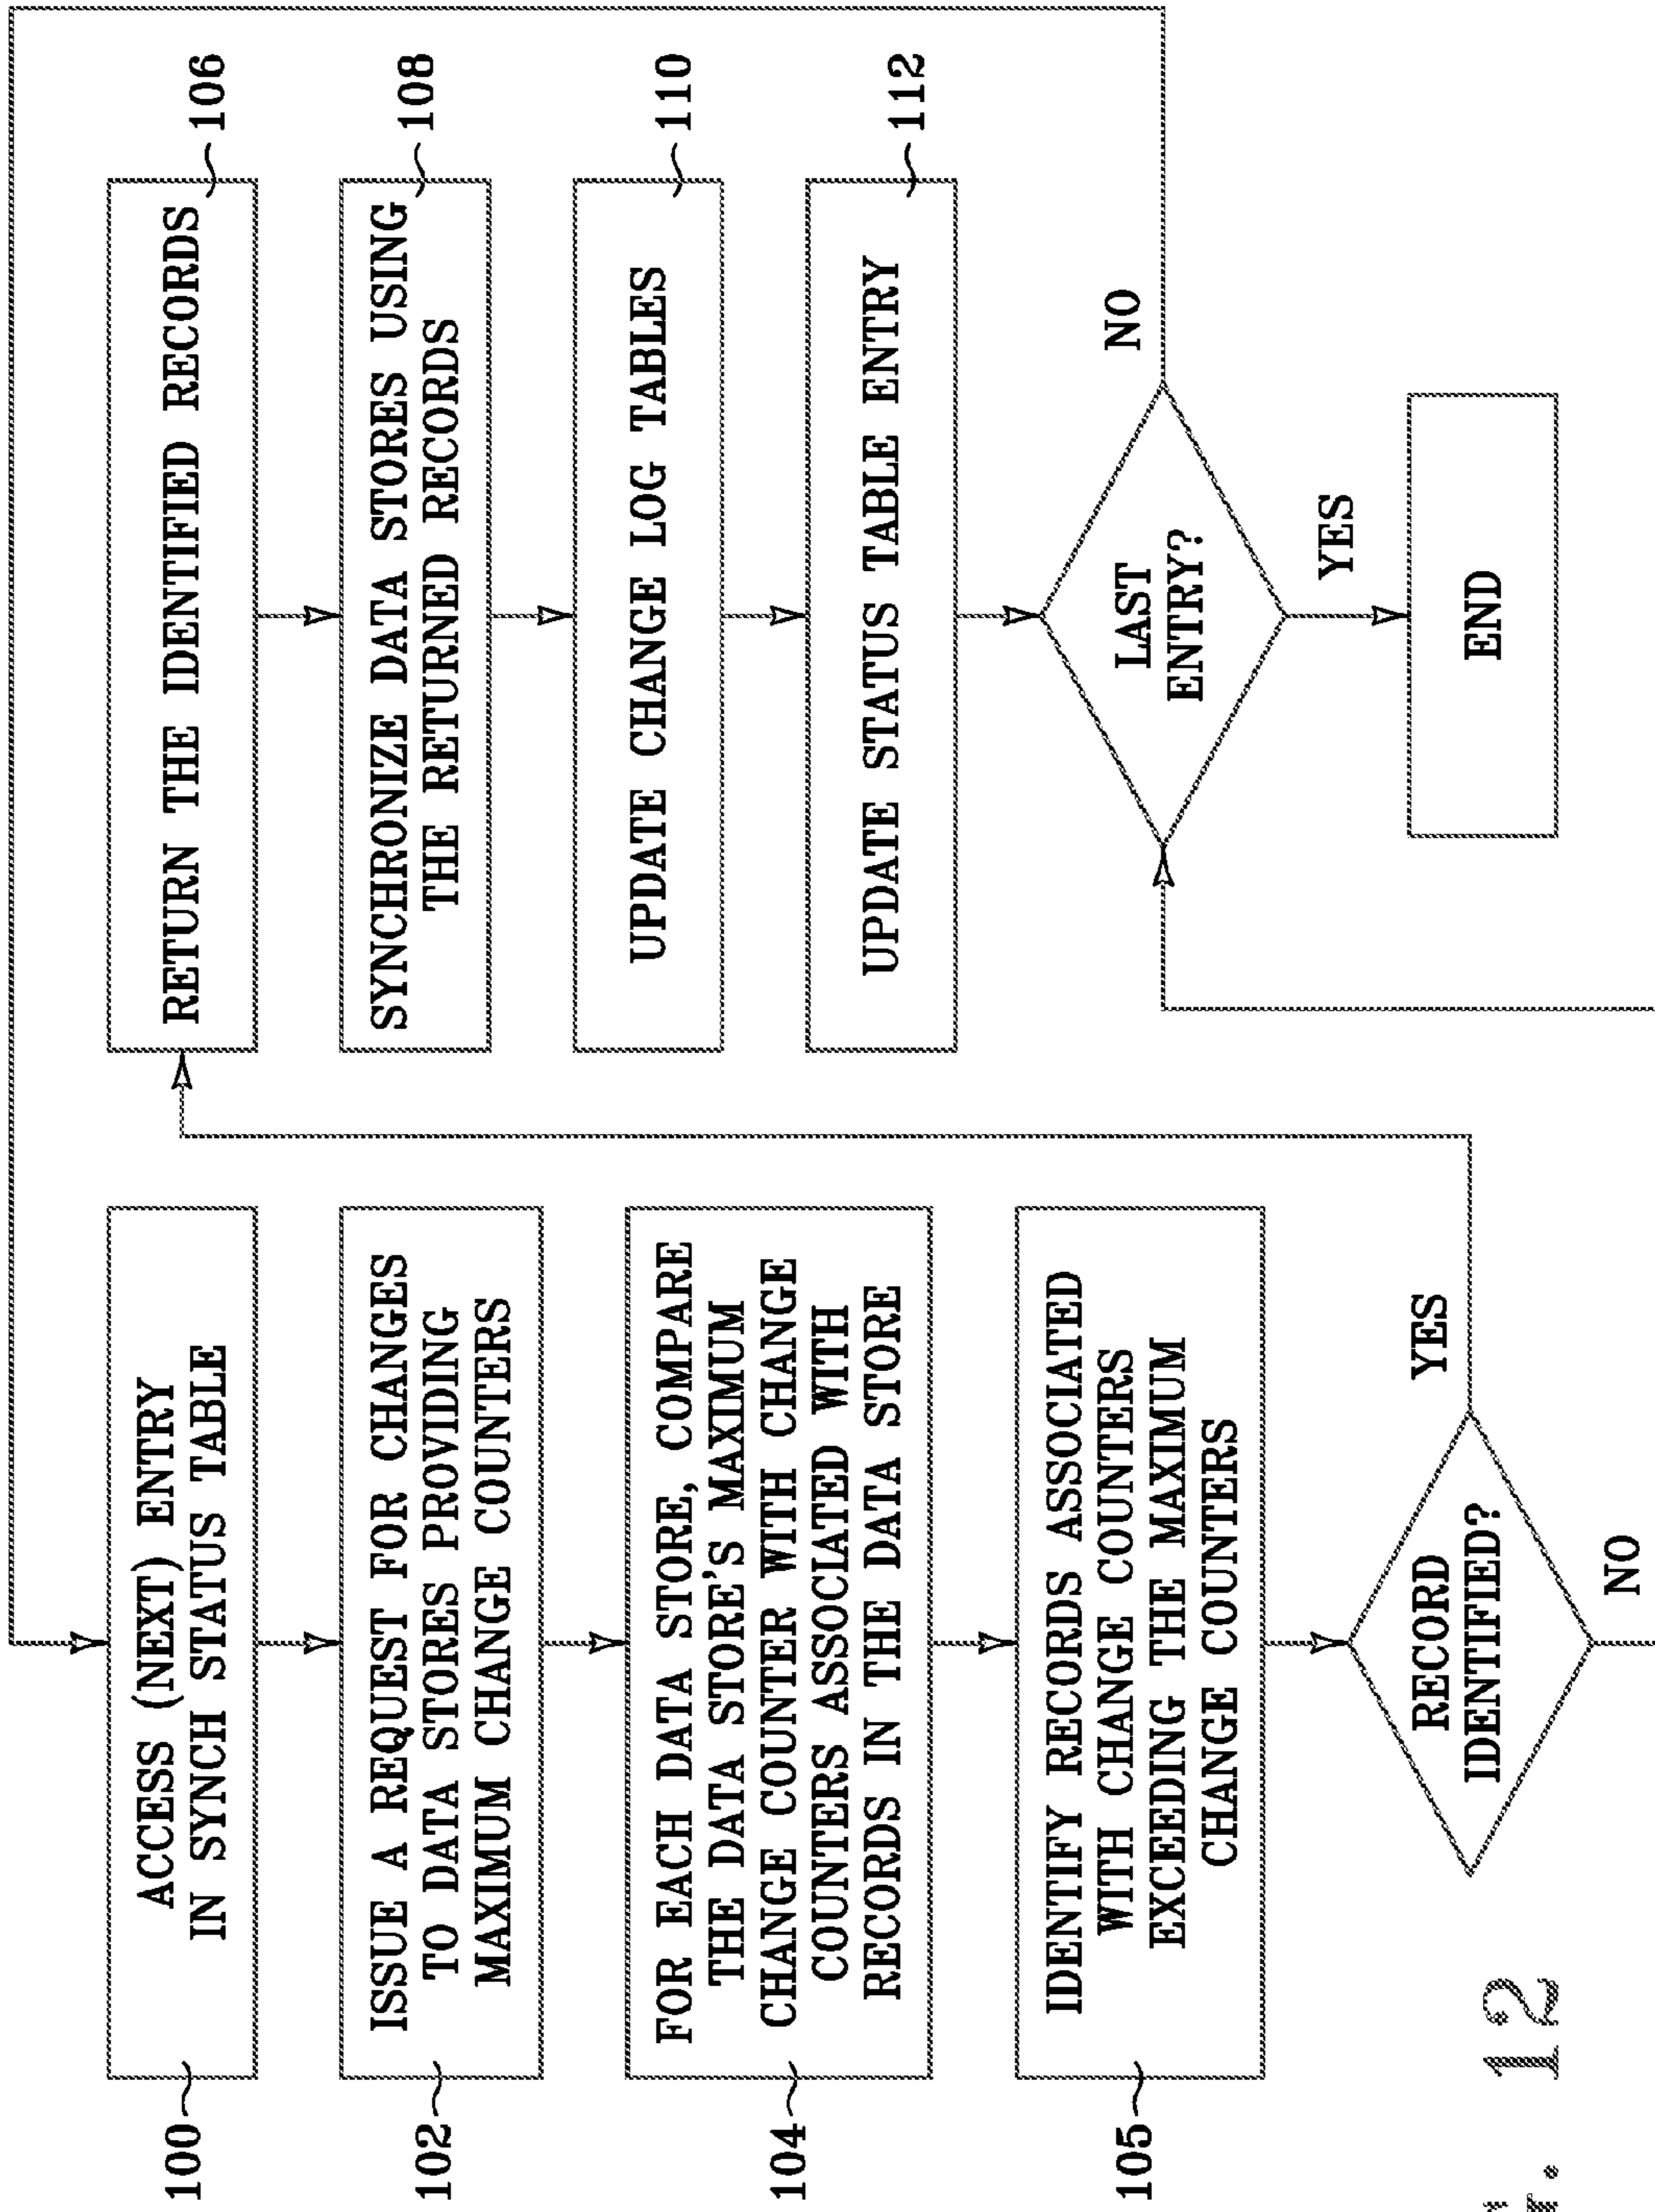 100
ACCESS (NEXT) ENTRY
IN SYNCH STATUS TABLE
102
ISSUE A REQUEST FOR CHANGES
TO DATA STORES PROVIDING
MAXIMUM CHANGE COUNTERS
104
FOR EACH DATA STORE, COMPARE
THE DATA STORE'S MAXIMUM
CHANGE COUNTER WITH CHANGE
COUNTERS ASSOCIATED WITH
RECORDS IN THE DATA STORE
105
IDENTIFY RECORDS ASSOCIATED
WITH CHANGE COUNTERS
EXCEEDING THE MAXIMUM
CHANGE COUNTERS
RECORD
IDENTIFIED?
YES
NO
RETURN THE IDENTIFIED RECORDS
106
SYNCHRONIZE DATA STORES USING
THE RETURNED RECORDS
108
UPDATE CHANGE LOG TABLES
110
UPDATE STATUS TABLE ENTRY
112
LAST
ENTRY?
NO
YES
END
12